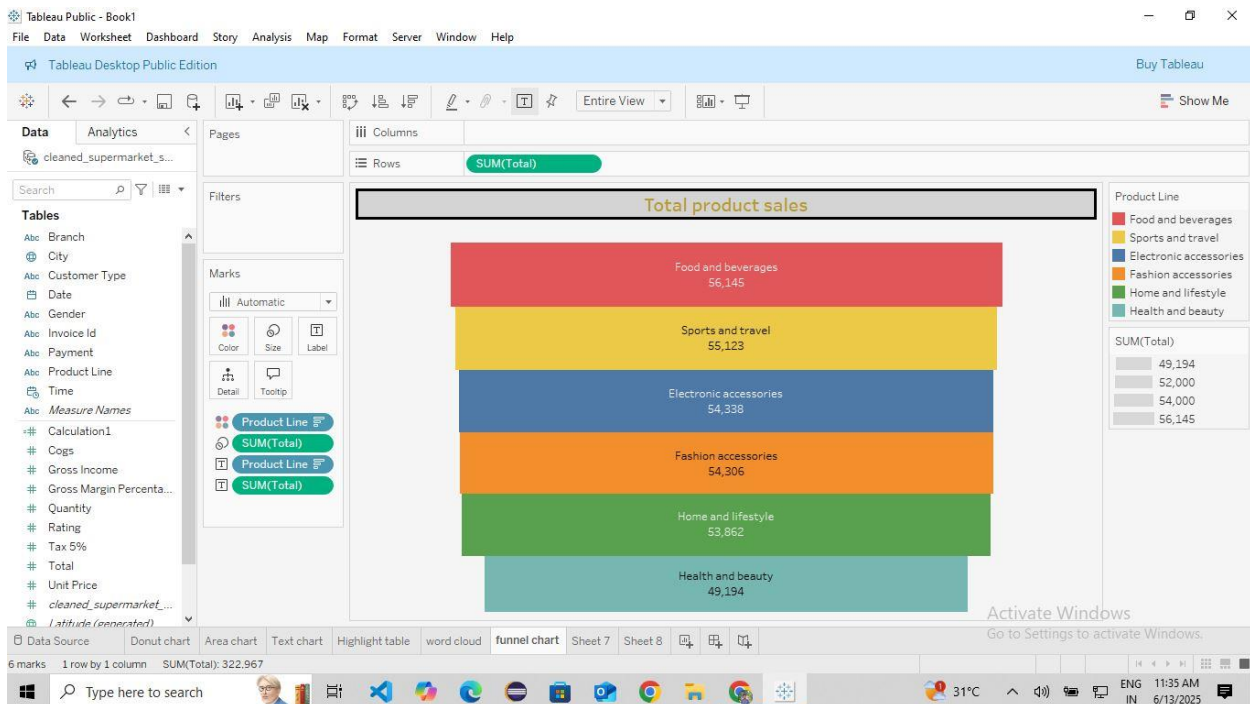 Tableau Public - Book1
File Data Worksheet Dashboard Story Analysis Map Format Server Window Help
Tableau Desktop Public Edition
Buy Tableau
Entire View
Show Me
Data
Analytics
cleaned_supermarket_s...
Search
Tables
Abc Branch
City
Abc Customer Type
Date
Abc Gender
Abc Invoice Id
Abc Payment
Abc Product Line
Time
Abc Measure Names
=# Calculation1
# Cogs
# Gross Income
# Gross Margin Percenta...
# Quantity
# Rating
# Tax 5%
# Total
# Unit Price
# cleaned_supermarket_...
Latitude (generated)
Pages
Filters
Marks
Automatic
Color
Size
T
Label
Detail
Tooltip
Product Line
SUM(Total)
T Product Line
T SUM(Total)
iii Columns
Rows
SUM(Total)
Total product sales
Food and beverages
56,145
Sports and travel
55,123
Electronic accessories
54,338
Fashion accessories
54,306
Home and lifestyle
53,862
Health and beauty
49,194
Product Line
Food and beverages
Sports and travel
Electronic accessories
Fashion accessories
Home and lifestyle
Health and beauty
SUM(Total)
49,194
52,000
54,000
56,145
Activate Windows
Go to Settings to activate Windows.
Data Source
Donut chart
Area chart
Text chart
Highlight table
word cloud
funnel chart
Sheet 7
Sheet 8
6 marks 1 row by 1 column SUM(Total): 322,967
Type here to search
31°C
ENG
IN
11:35 AM
6/13/2025